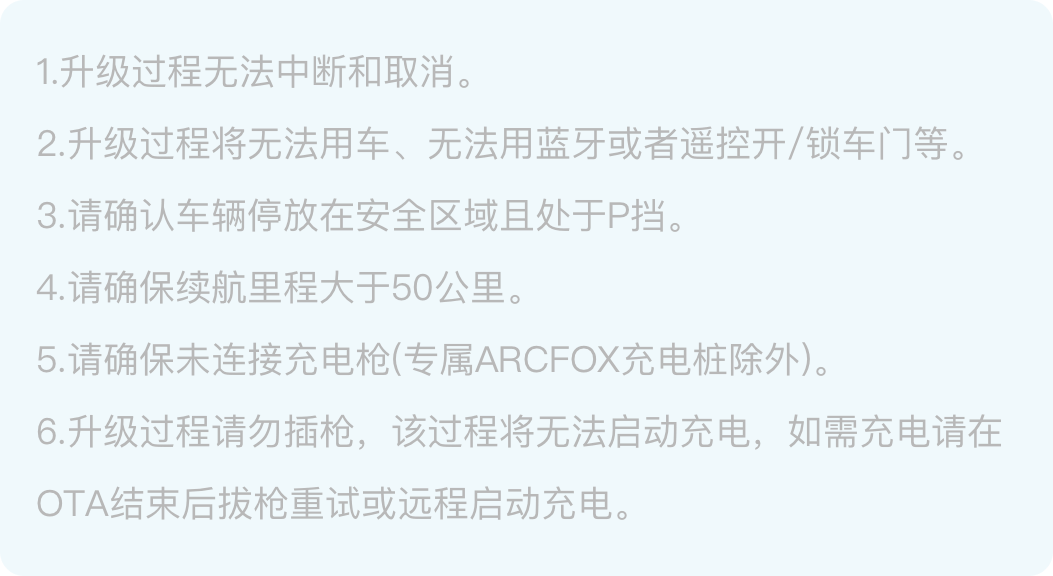 1.升级过程无法中断和取消。
2.升级过程将无法用车、无法用蓝牙或者遥控开/锁车门等。
3.请确认车辆停放在安全区域且处于P挡。
4.请确保续航里程大于50公里。
5.请确保未连接充电枪(专属ARCFOX充电桩除外)。
6.升级过程请勿插枪，该过程将无法启动充电，如需充电请在
OTA结束后拔枪重试或远程启动充电。